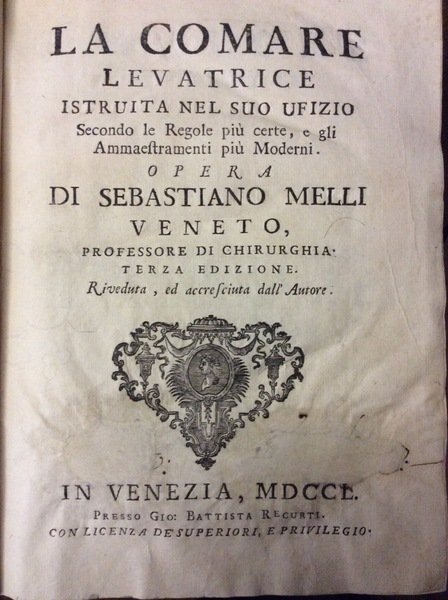 LA COMARE
LEVATRICE
ISTRUITA NEL SUO UFIZIO
Secondo le Regole più certe, e gli
Ammaeſtramenti più Moderni.
OPERA
DI SEBASTIANO MELLI
VENETO,
PROFESSORE DI CHIRURGHIA.
TERZA EDIZIONE.
Riveduta, ed accreſciuta dall' Autore.
IN VENEZIA, MDCCL.
PRESSO GIO: BATTISTA RECURTI.
CON LICENZA DE' SUPERIORI, E PRIVILEGIO.